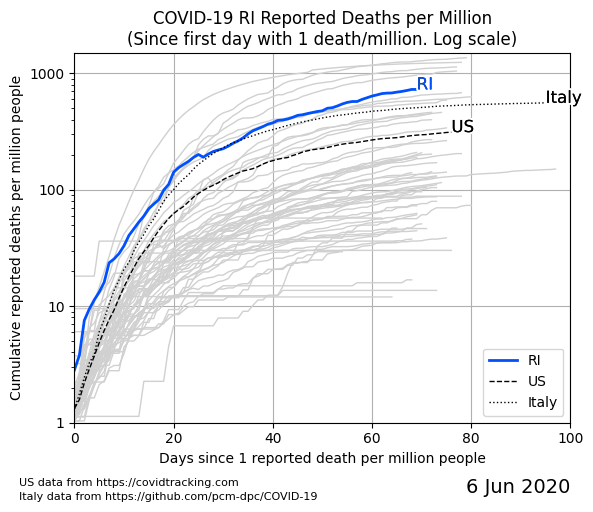 COVID-19 RI Reported Deaths per Million
(Since first day with 1 death/million. Log scale)
Cumulative reported deaths per million people
1000
100
10
1
RI
Italy
US
RI
US
Italy
0 20 40 60 80 100
Days since 1 reported death per million people
US data from https://covidtracking.com
Italy data from https://github.com/pcm-dpc/COVID-19
6 Jun 2020